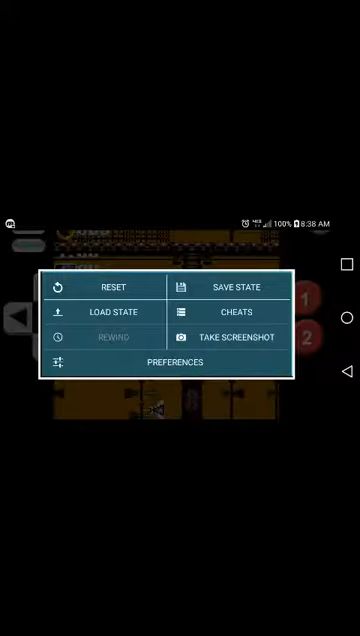 100% 8:38 AM
RESET SAVE STATE
LOAD STATE CHEATS
REWIND TAKE SCREENSHOT
PREFERENCES
1
2